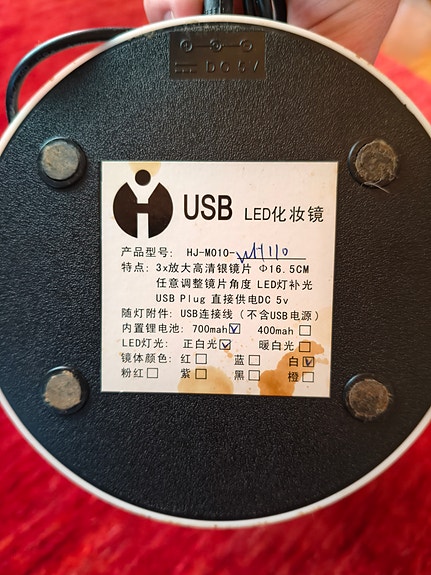 DC 5V
USB LED化妆镜
产品型号: HJ-M010-
特点: 3x放大高清银镜片 Φ16.5CM
任意调整镜片角度 LED灯补光
USB Plug 直接供电DC 5v
随灯附件: USB连接线 (不含USB电源)
内置锂电池: 700mah☑ 400mah☐
LED灯光: 正白光☑ 暖白光☐
镜体颜色: 红☐ 蓝☐ 白☑
粉红☐ 紫☐ 黑☐ 橙☐